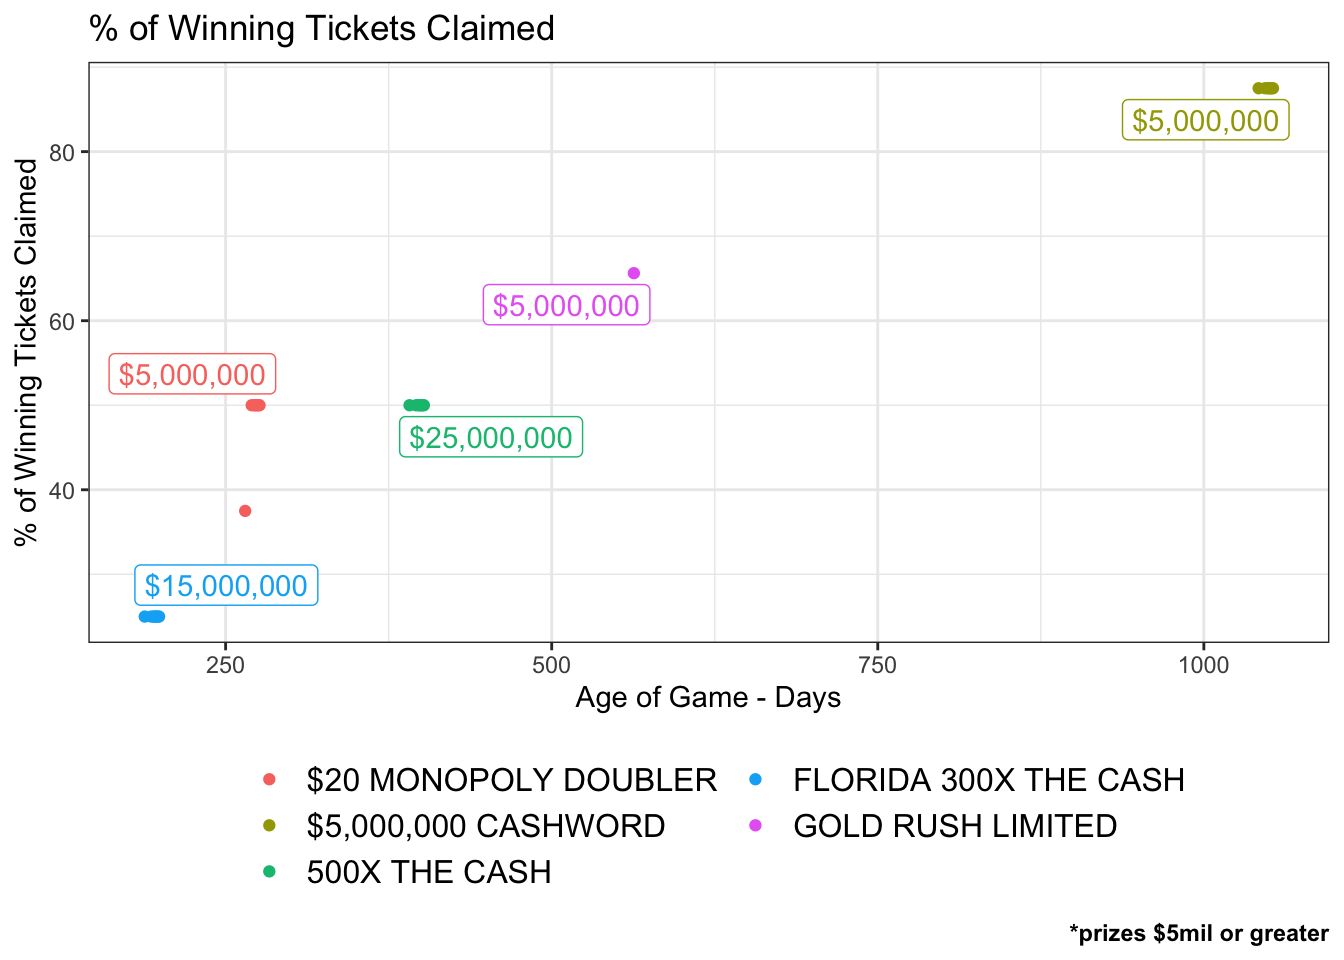 % of Winning Tickets Claimed
% of Winning Tickets Claimed
80
60
40
$5,000,000
$5,000,000
$5,000,000
$25,000,000
$15,000,000
250 500 750 1000
Age of Game - Days
$20 MONOPOLY DOUBLER FLORIDA 300X THE CASH
$5,000,000 CASHWORD GOLD RUSH LIMITED
500X THE CASH
*prizes $5mil or greater